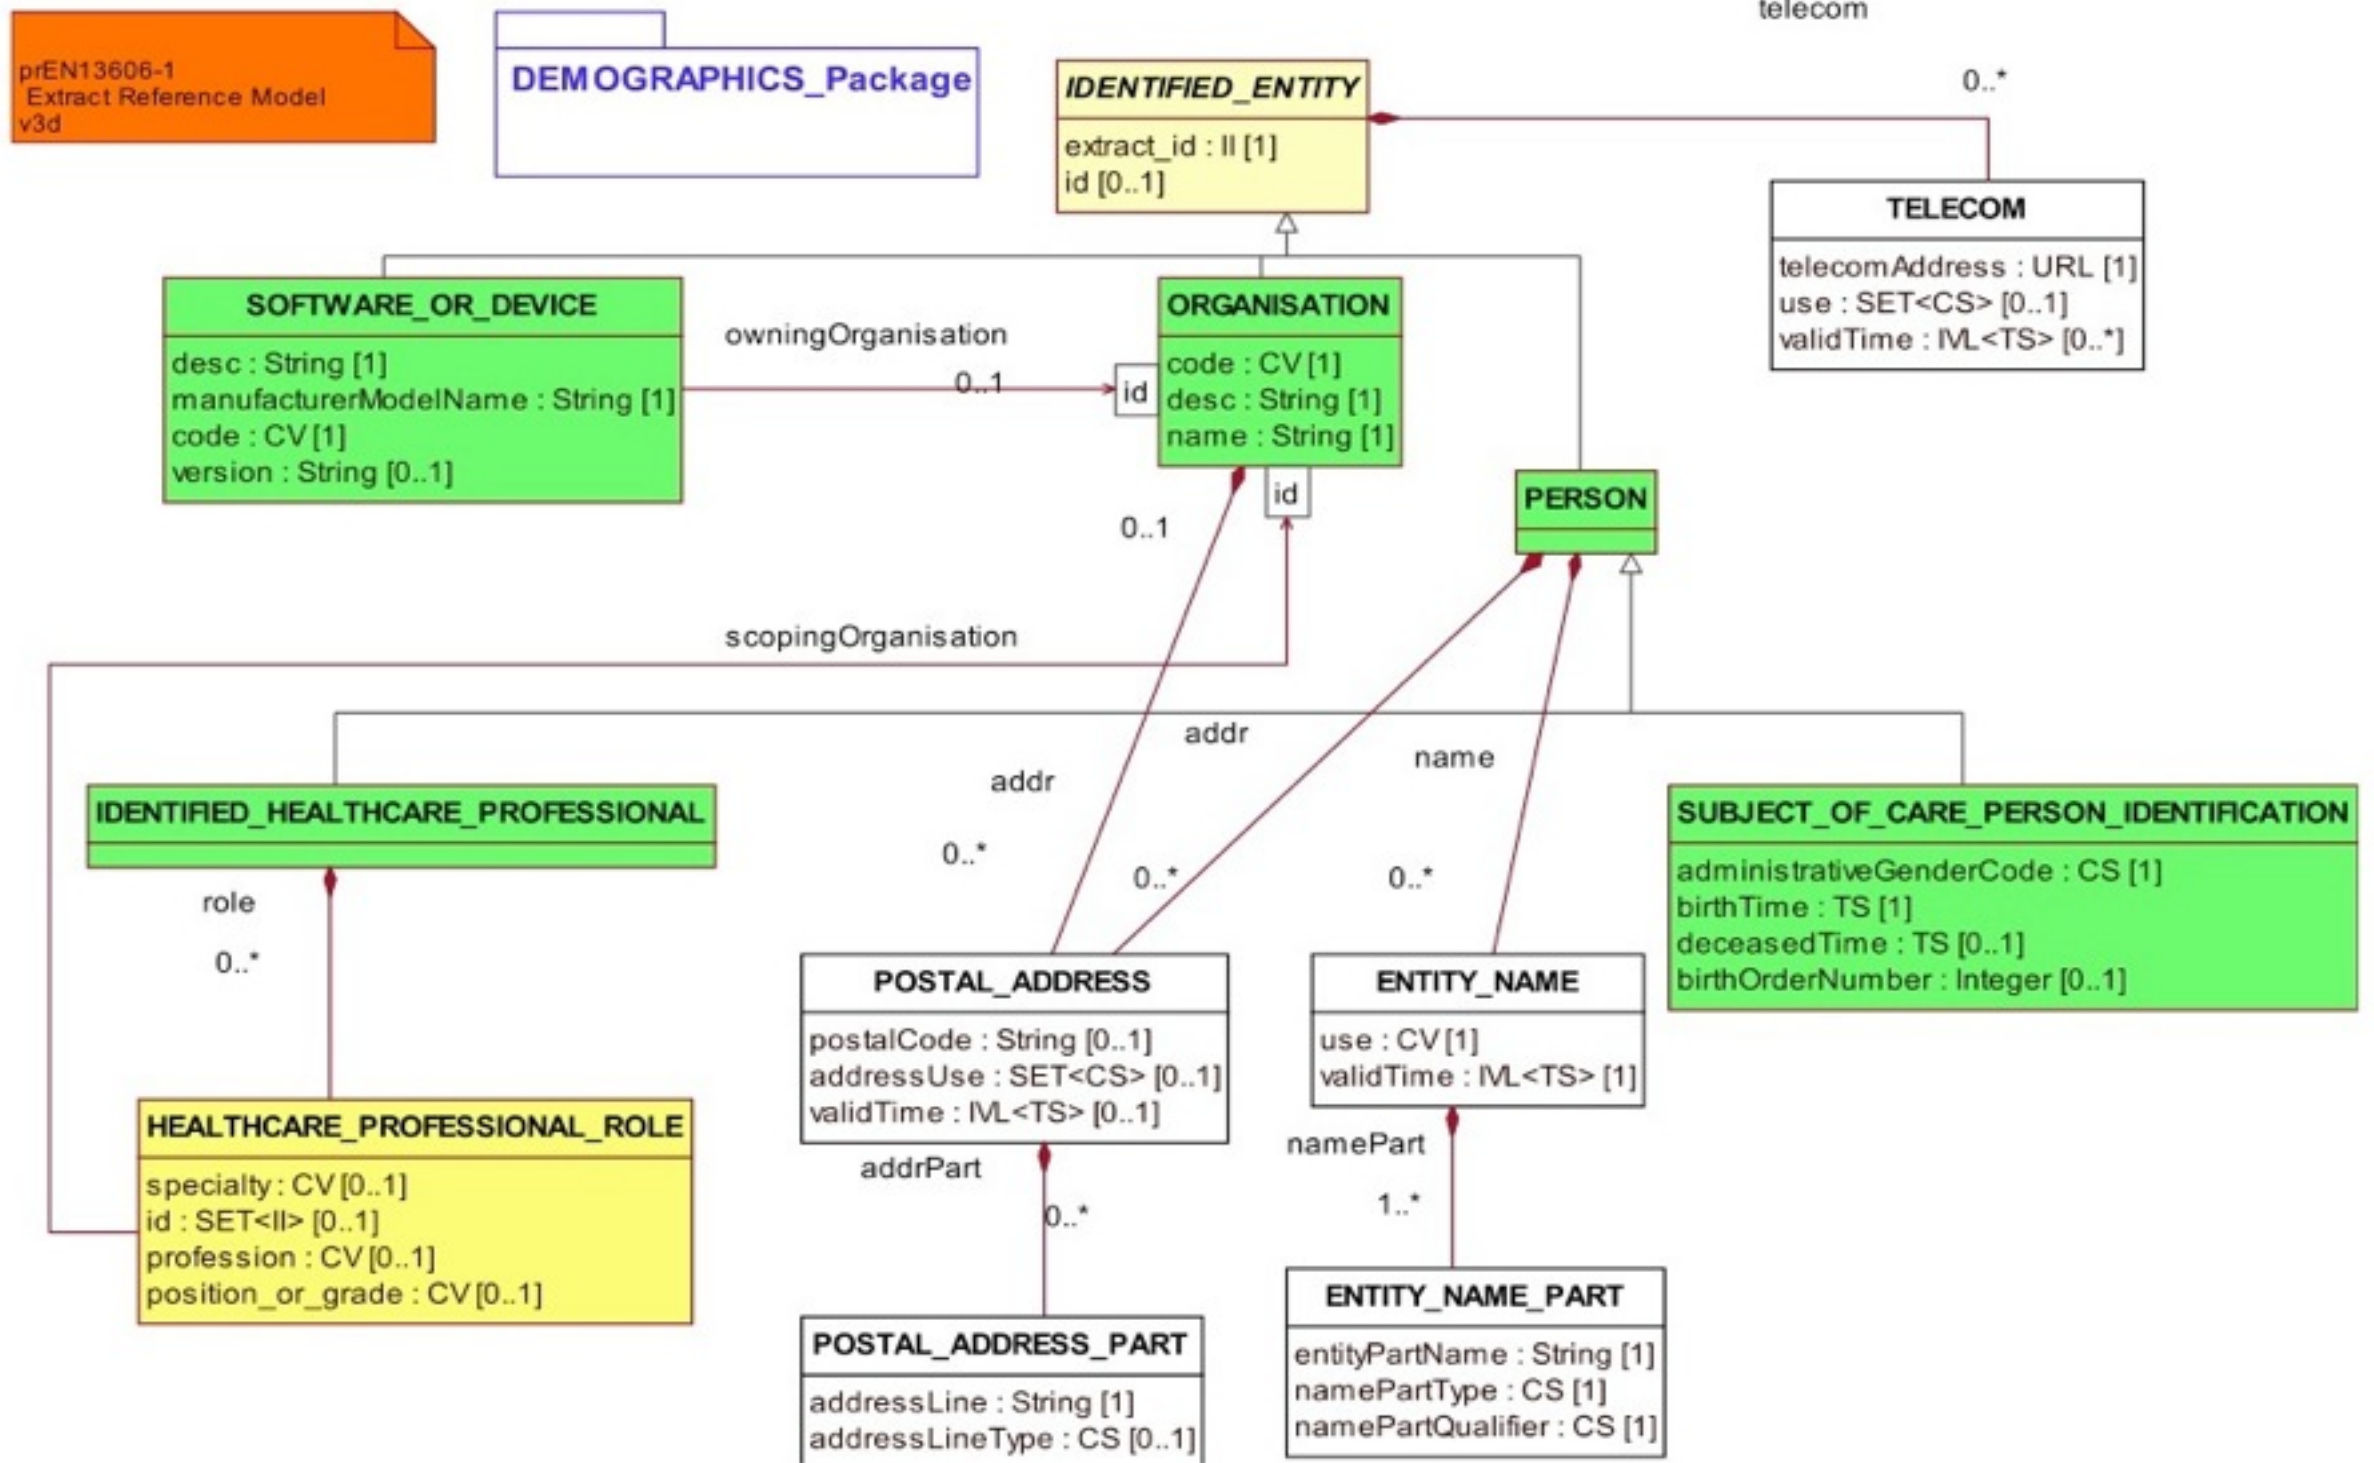 telecom
prEN13606-1
Extract Reference Model
v3d
DEMOGRAPHICS_Package
IDENTIFIED_ENTITY
extract_id : II [1]
id [0..1]
0..*
TELECOM
telecomAddress : URL [1]
use : SET<CS> [0..1]
validTime : IVL<TS> [0..*]
SOFTWARE_OR_DEVICE
desc : String [1]
manufacturerModelName : String [1]
code : CV [1]
version : String [0..1]
owningOrganisation
0..1
id
ORGANISATION
code : CV [1]
desc : String [1]
name : String [1]
id
0..1
PERSON
scopingOrganisation
addr
addr
name
0..*
0..*
0..*
IDENTIFIED_HEALTHCARE_PROFESSIONAL
role
0..*
SUBJECT_OF_CARE_PERSON_IDENTIFICATION
administrativeGenderCode : CS [1]
birthTime : TS [1]
deceasedTime : TS [0..1]
birthOrderNumber : Integer [0..1]
POSTAL_ADDRESS
postalCode : String [0..1]
addressUse : SET<CS> [0..1]
validTime : IVL<TS> [0..1]
ENTITY_NAME
use : CV [1]
validTime : IVL<TS> [1]
HEALTHCARE_PROFESSIONAL_ROLE
specialty : CV [0..1]
id : SET<II> [0..1]
profession : CV [0..1]
position_or_grade : CV [0..1]
addrPart
0..*
namePart
1..*
POSTAL_ADDRESS_PART
addressLine : String [1]
addressLineType : CS [0..1]
ENTITY_NAME_PART
entityPartName : String [1]
namePartType : CS [1]
namePartQualifier : CS [1]